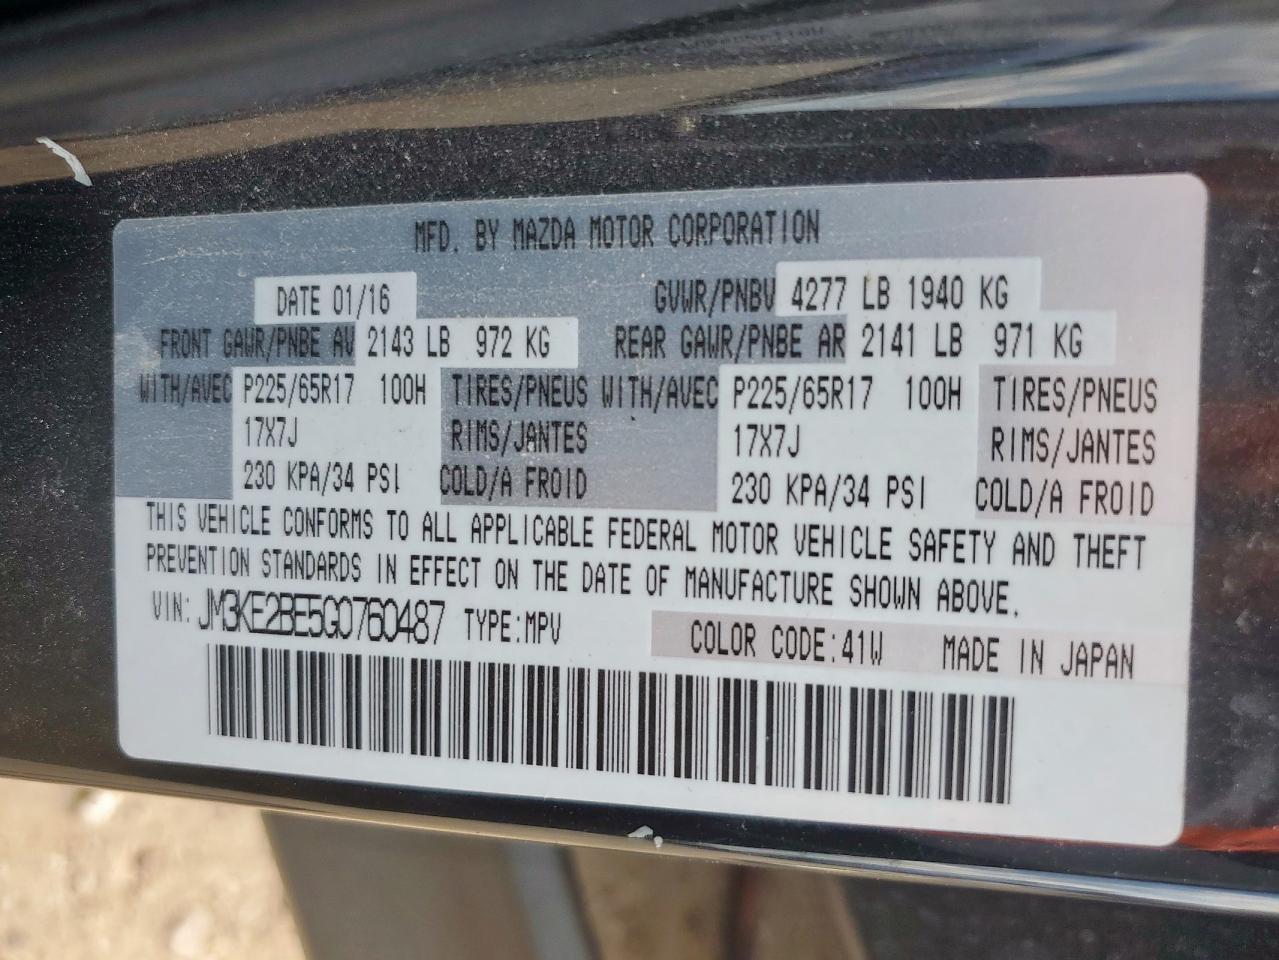 MFD. BY MAZDA MOTOR CORPORATION
DATE 01/16 GVWR/PNBV 4277 LB 1940 KG
FRONT GAWR/PNBE AV 2143 LB 972 KG REAR GAWR/PNBE AR 2141 LB 971 KG
WITH/AVEC P225/65R17 100H TIRES/PNEUS WITH/AVEC P225/65R17 100H TIRES/PNEUS
17X7J RIMS/JANTES 17X7J RIMS/JANTES
230 KPA/34 PSI COLD/A FROID 230 KPA/34 PSI COLD/A FROID
THIS VEHICLE CONFORMS TO ALL APPLICABLE FEDERAL MOTOR VEHICLE SAFETY AND THEFT
PREVENTION STANDARDS IN EFFECT ON THE DATE OF MANUFACTURE SHOWN ABOVE.
VIN: JM3KE2BE5G0760487 TYPE:MPV COLOR CODE:41W MADE IN JAPAN